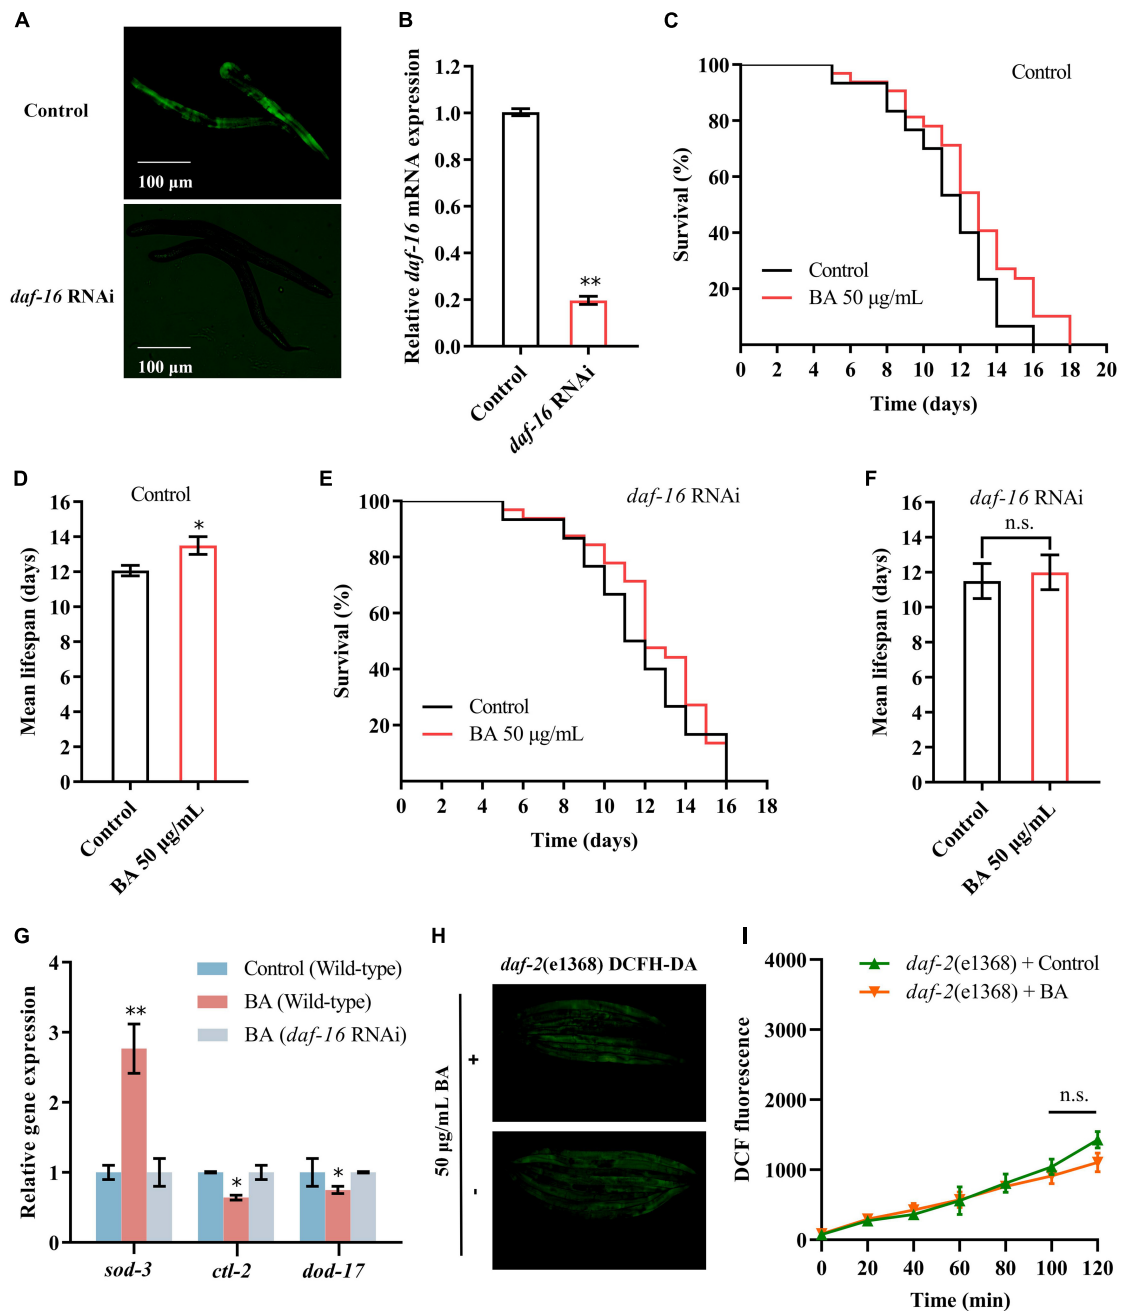 A
Control
100 μm
daf-16 RNAi
100 μm
B
Relative daf-16 mRNA expression
1.2
1.0
0.8
0.6
0.4
0.2
0.0
**
Control
daf-16 RNAi
C
Control
Survival (%)
100
80
60
40
20
Control
BA 50 μg/mL
0 2 4 6 8 10 12 14 16 18 20
Time (days)
D
Control
Mean lifespan (days)
16
14
12
10
8
6
4
2
0
*
Control
BA 50 μg/mL
E
daf-16 RNAi
Survival (%)
100
80
60
40
20
Control
BA 50 μg/mL
0 2 4 6 8 10 12 14 16 18
Time (days)
F
daf-16 RNAi
n.s.
Mean lifespan (days)
16
14
12
10
8
6
4
2
0
Control
BA 50 μg/mL
G
Relative gene expression
4
3
2
1
0
Control (Wild-type)
BA (Wild-type)
BA (daf-16 RNAi)
**
*
*
sod-3 ctl-2 dod-17
H
daf-2(e1368) DCFH-DA
50 μg/mL BA
+
-
I
DCF fluorescence
4000
3000
2000
1000
0
daf-2(e1368) + Control
daf-2(e1368) + BA
n.s.
0 20 40 60 80 100 120
Time (min)